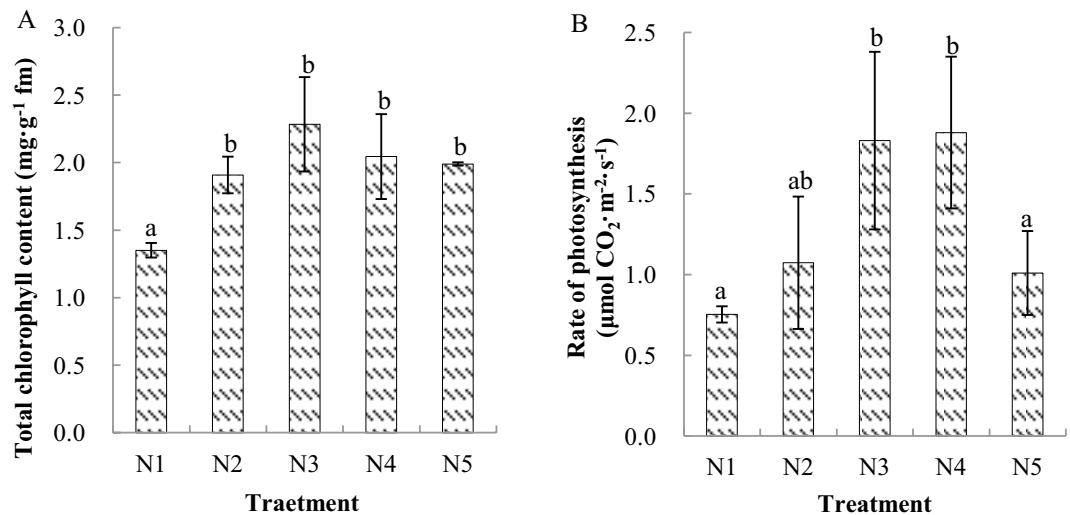 A
Total chlorophyll content (mg·g⁻¹ fm)
3.0
2.5
2.0
1.5
1.0
0.5
0.0
a
b
b
b
b
N1 N2 N3 N4 N5
Traetment
B
Rate of photosynthesis
(µmol CO₂·m⁻²·s⁻¹)
2.5
2.0
1.5
1.0
0.5
0.0
a
ab
b
b
a
N1 N2 N3 N4 N5
Treatment